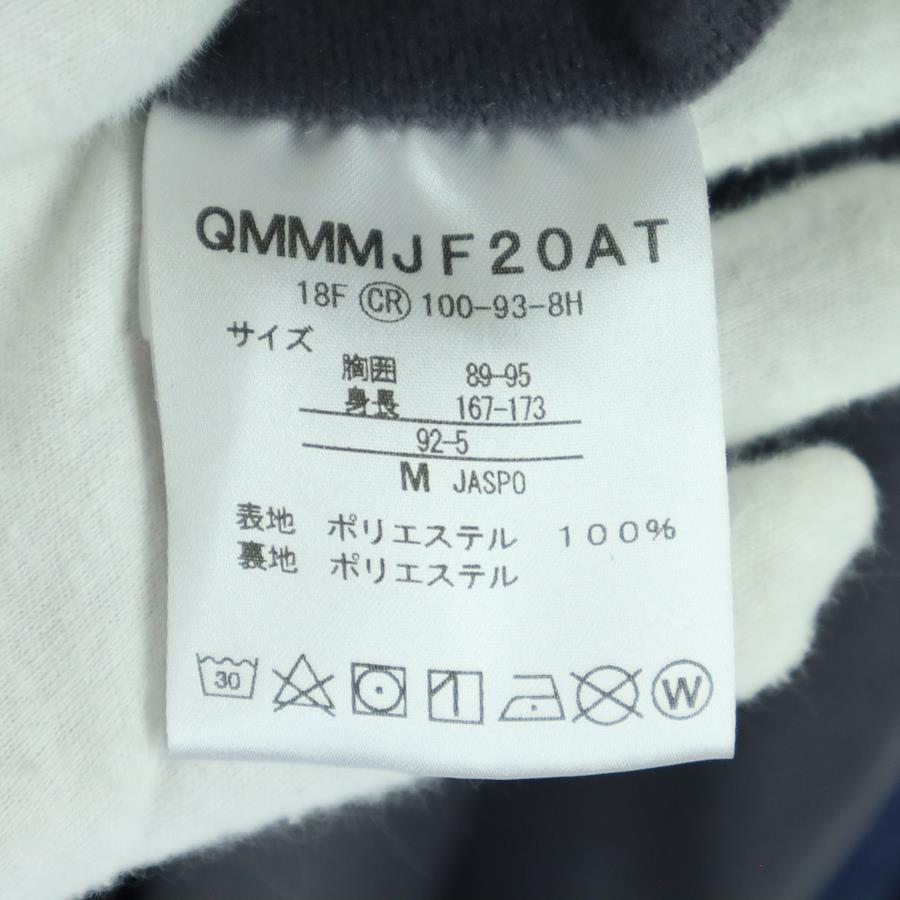 QMMMJF20AT
18F CR 100-93-8H
サイズ
胸囲 89-95
身長 167-173
92-5
M JASPO
表地 ポリエステル 100%
裏地 ポリエステル
30 W